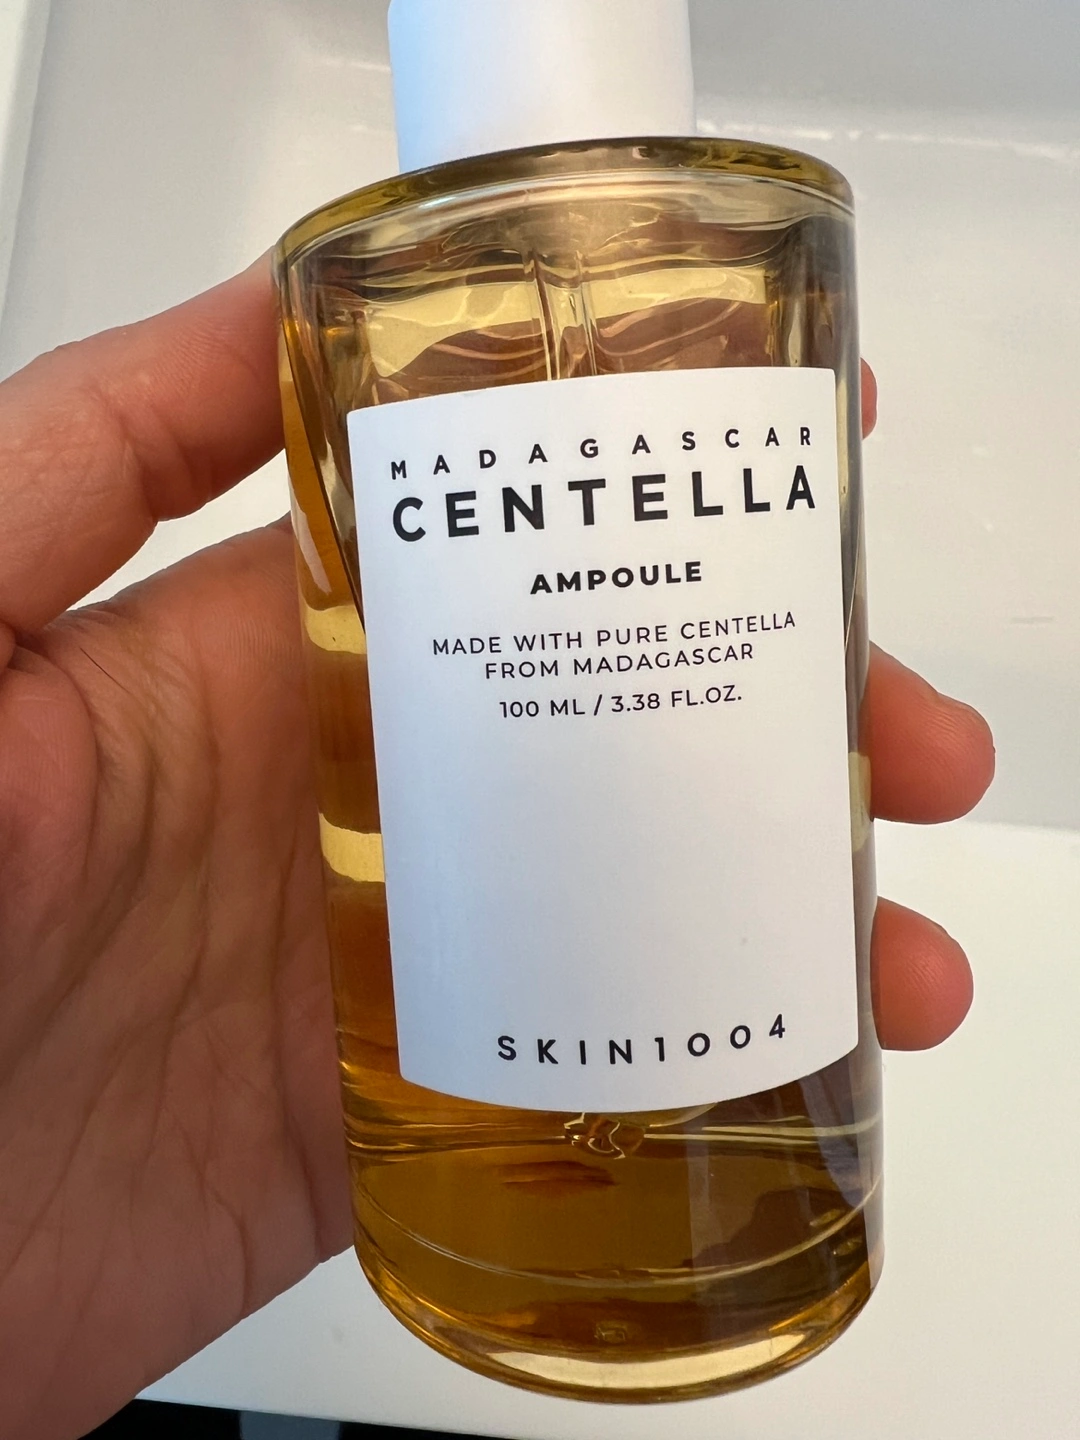 MADAGASCAR
CENTELLA
AMPOULE
MADE WITH PURE CENTELLA
FROM MADAGASCAR
100 ML / 3.38 FL.OZ.
SKIN1004